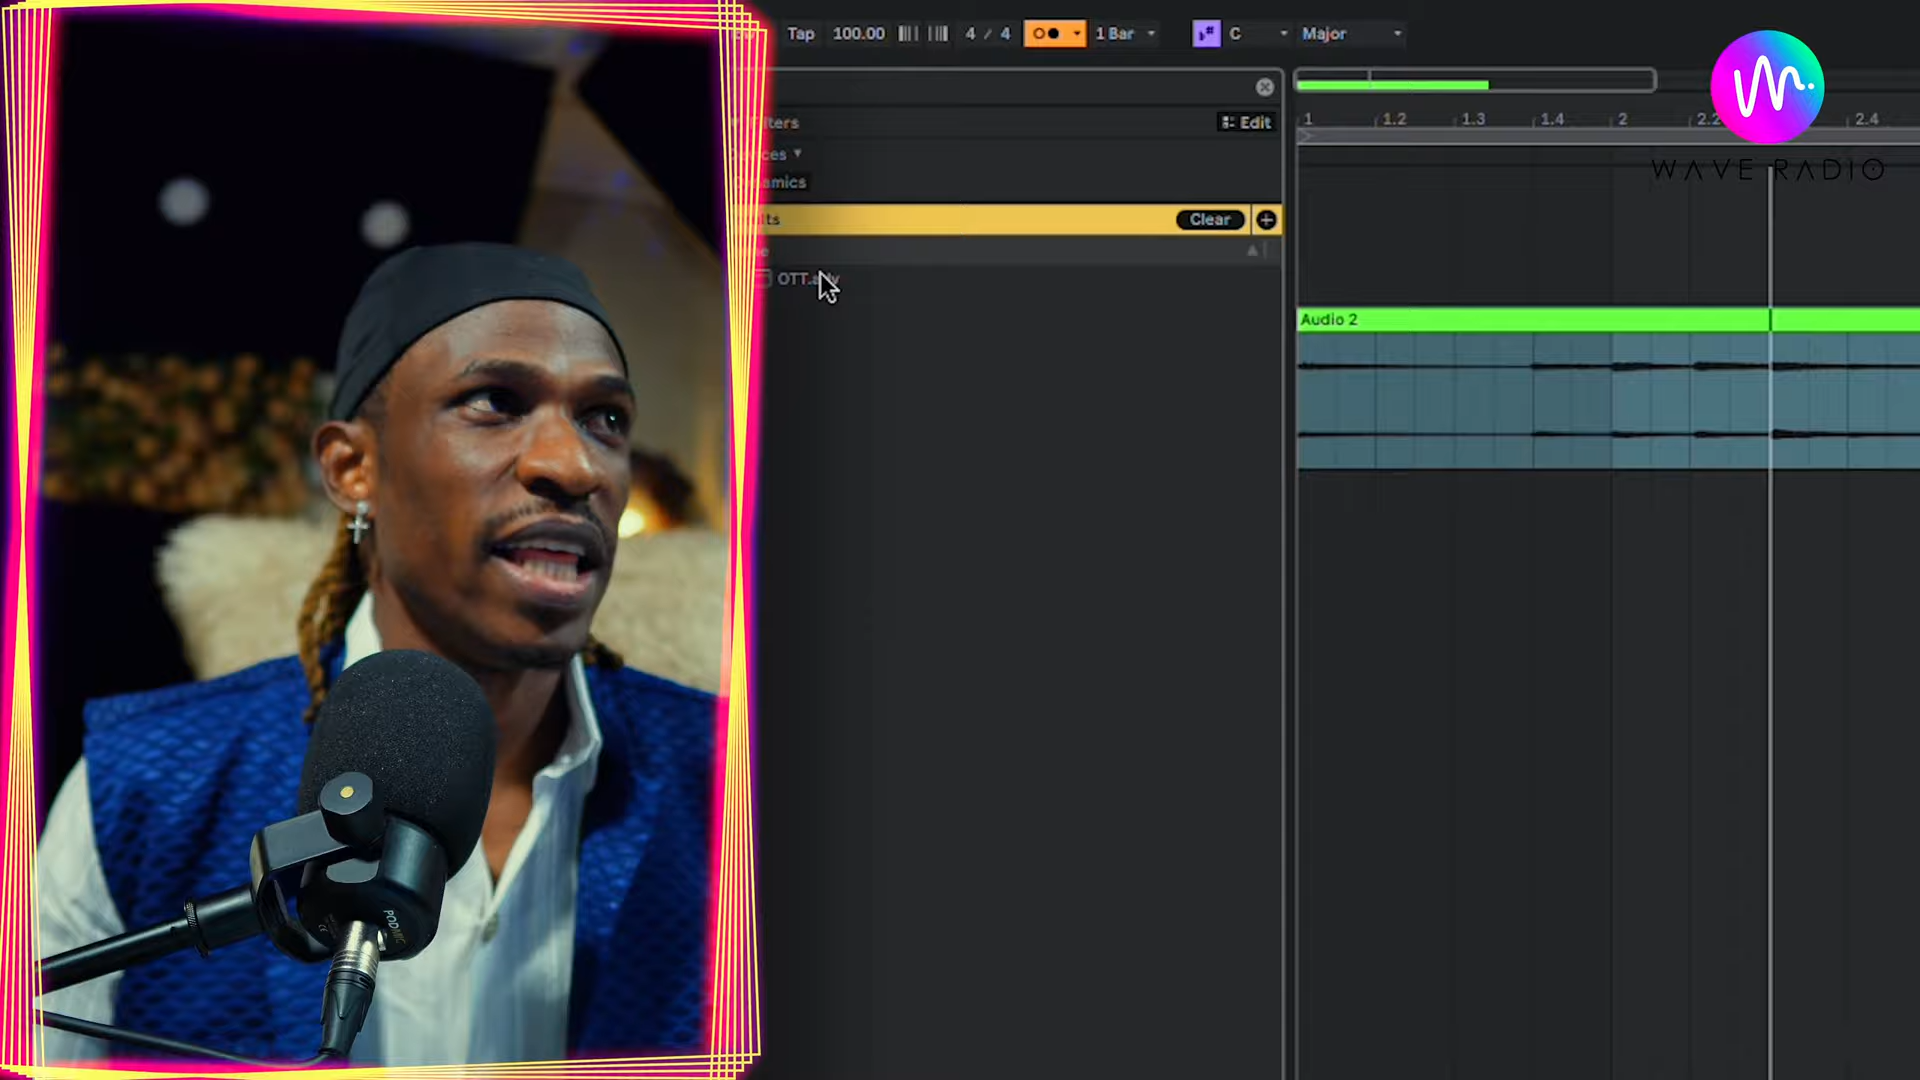 Tap 100.00 4 / 4 1 Bar C Major
Edit
Clear
1 1.2 1.3 1.4 2 2.2 2.4
WAVE RADIO
Audio 2
PODMIC